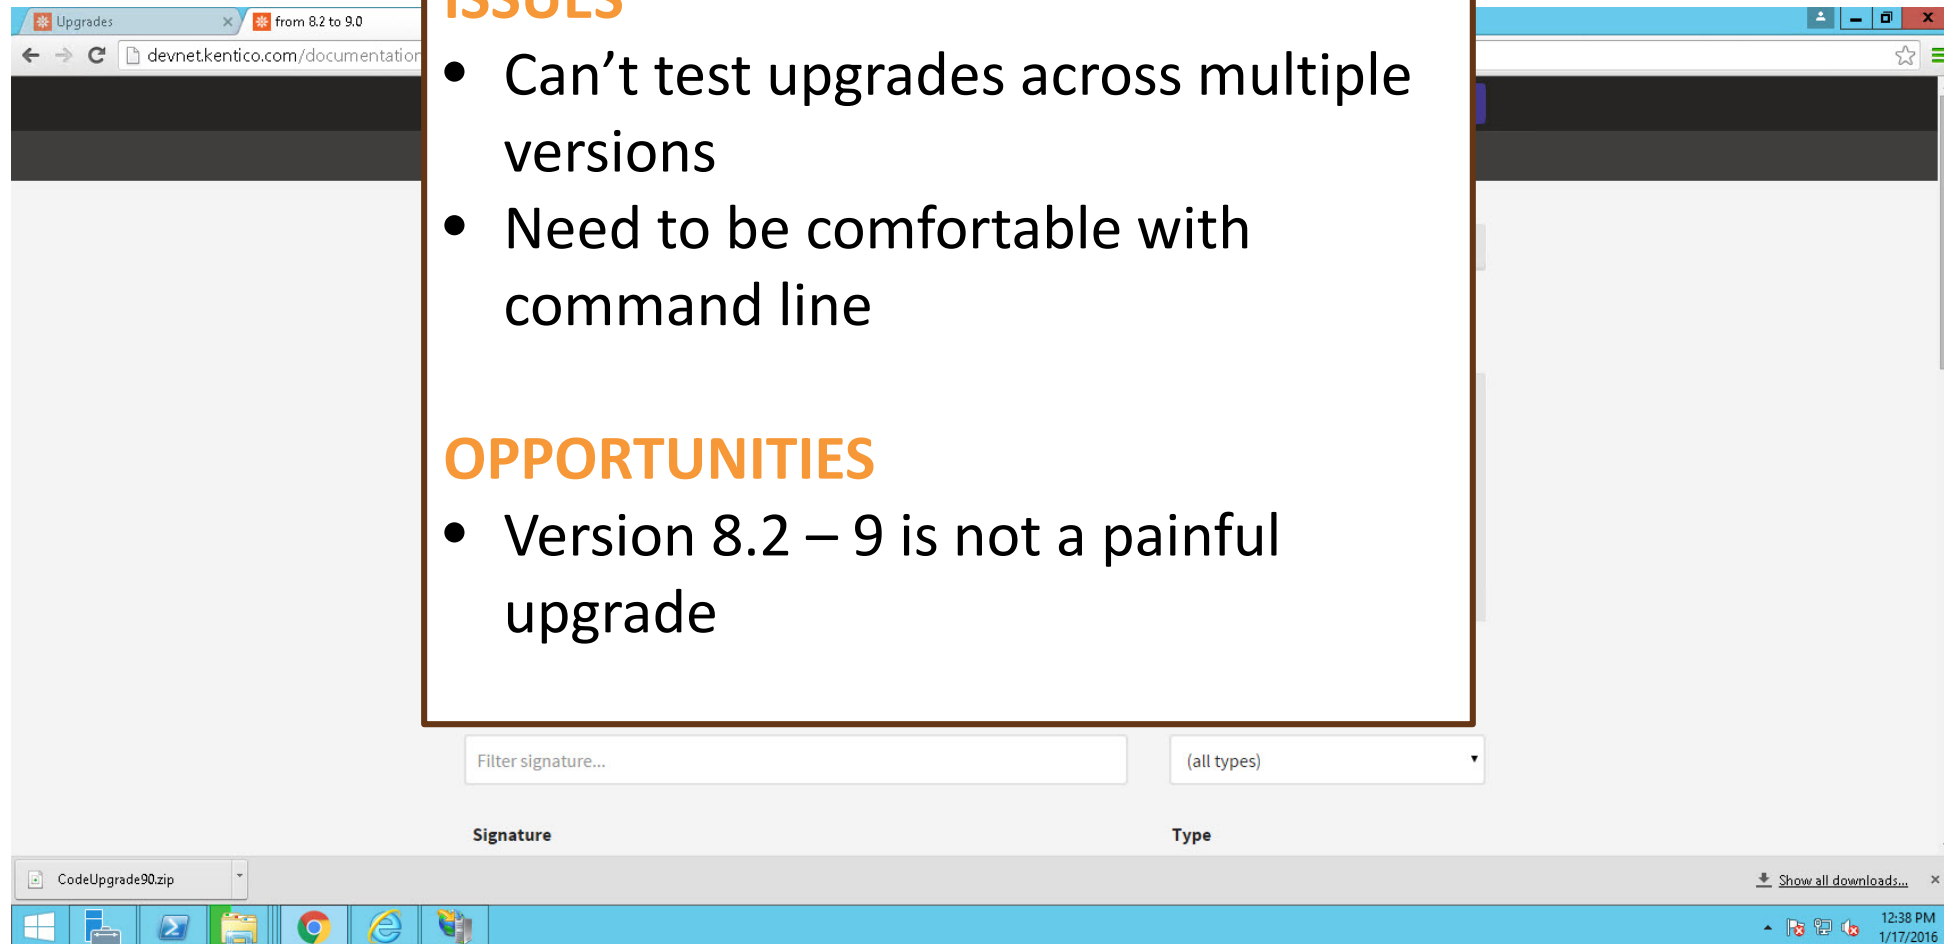 Upgrades
from 8.2 to 9.0
devnet.kentico.com/documentation
ISSUES
• Can’t test upgrades across multiple
versions
• Need to be comfortable with
command line
OPPORTUNITIES
• Version 8.2 – 9 is not a painful
upgrade
Filter signature...
(all types)
Signature
Type
CodeUpgrade90.zip
Show all downloads...
12:38 PM
1/17/2016